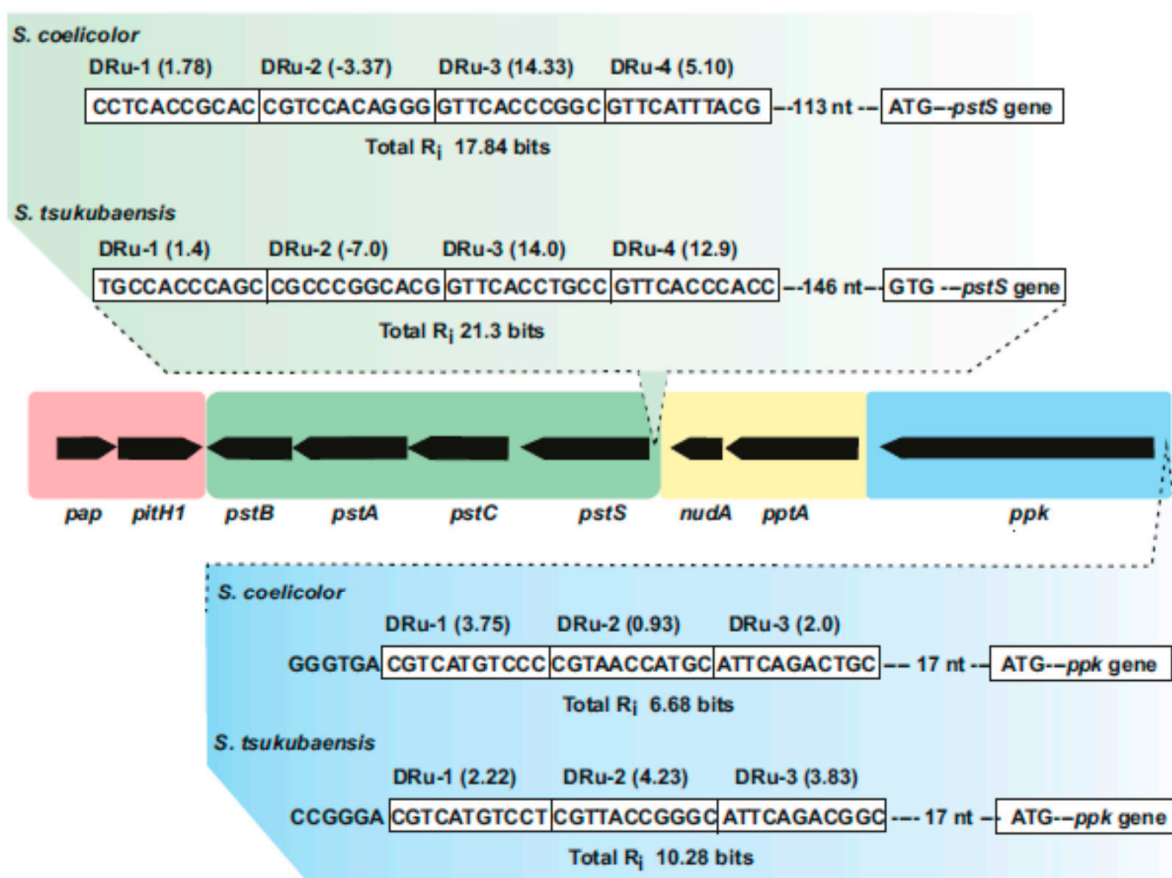 S. coelicolor
DRu-1 (1.78) DRu-2 (-3.37) DRu-3 (14.33) DRu-4 (5.10)
CCTCACCGCAC CGTCCACAGGG GTTCACCCGGC GTTCATTTACG ---113 nt --- ATG---pstS gene
Total Ri 17.84 bits
S. tsukubaensis
DRu-1 (1.4) DRu-2 (-7.0) DRu-3 (14.0) DRu-4 (12.9)
TGCCACCCAGC CGCCCGGCACG GTTCACCTGCC GTTCACCCACC ---146 nt--- GTG ---pstS gene
Total Ri 21.3 bits
pap pitH1 pstB pstA pstC pstS nudA pptA ppk
S. coelicolor
DRu-1 (3.75) DRu-2 (0.93) DRu-3 (2.0)
GGGTGA CGTCATGTCCC CGTAACCATGC ATTCAGACTGC ---- 17 nt --- ATG---ppk gene
Total Ri 6.68 bits
S. tsukubaensis
DRu-1 (2.22) DRu-2 (4.23) DRu-3 (3.83)
CCGGGA CGTCATGTCCT CGTTACCGGGC ATTCAGACGGC ---- 17 nt --- ATG---ppk gene
Total Ri 10.28 bits